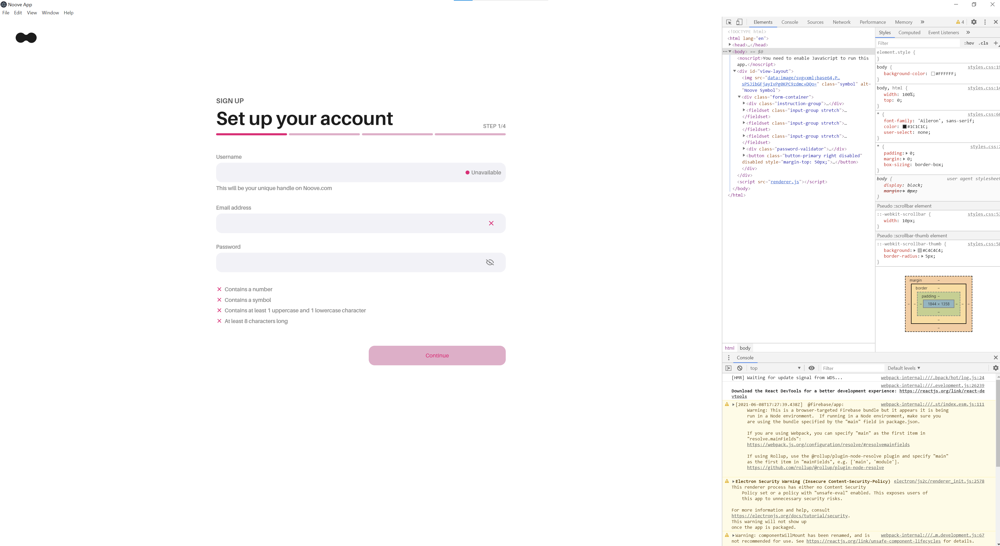 Noove App
File Edit View Window Help
SIGN UP
Set up your account
STEP 1/4
Username
Unavailable
This will be your unique handle on Noove.com
Email address
Password
Contains a number
Contains a symbol
Contains at least 1 uppercase and 1 lowercase character
At least 8 characters long
Continue
Elements Console Sources Network Performance Memory » 4
<!DOCTYPE html>
<html lang="en">
<head>…</head>
<body> == $0
<noscript>You need to enable JavaScript to run this
app.</noscript>
<div id="view-layout">
<img src="data:image/svg+xml;base64,P…
sPSJibGFjayIvPg0KPC9zdmc+DQo=" class="symbol" alt=
"Noove Symbol">
<div class="form-container">
<div class="instruction-group">…</div>
<fieldset class="input-group stretch">…
</fieldset>
<fieldset class="input-group stretch">…
</fieldset>
<fieldset class="input-group stretch">…
</fieldset>
<div class="password-validator">…</div>
<button class="button-primary right disabled"
disabled style="margin-top: 50px;">…</button>
</div>
</div>
<script src="renderer.js"></script>
</body>
</html>
html body
Styles Computed Event Listeners »
Filter :hov .cls +
element.style {
}
body { styles.css:19
background-color: #FFFFFF;
}
body, html { styles.css:14
width: 100%;
top: 0;
}
* { styles.css:66
font-family: 'Aileron', sans-serif;
color: #1C1C1C;
user-select: none;
}
* { styles.css:7
padding: 0;
margin: 0;
box-sizing: border-box;
}
body { user agent stylesheet
display: block;
margin: 8px;
}
Pseudo ::scrollbar element
::-webkit-scrollbar { styles.css:53
width: 10px;
}
Pseudo ::scrollbar-thumb element
::-webkit-scrollbar-thumb { styles.css:58
background: #C4C4C4;
border-radius: 5px;
}
margin –
border –
padding –
– – – 1844 × 1358 – – –
–
–
–
Console
top Filter Default levels
[HMR] Waiting for update signal from WDS... webpack-internal:///…bpack/hot/log.js:24
webpack-internal:///…evelopment.js:26239
Download the React DevTools for a better development experience: https://reactjs.org/link/react-de
vtools
[2021-06-08T17:27:39.438Z] @firebase/app: webpack-internal:///…st/index.esm.js:111
Warning: This is a browser-targeted Firebase bundle but it appears it is being
run in a Node environment. If running in a Node environment, make sure you
are using the bundle specified by the "main" field in package.json.
If you are using Webpack, you can specify "main" as the first item in
"resolve.mainFields":
https://webpack.js.org/configuration/resolve/#resolvemainfields
If using Rollup, use the @rollup/plugin-node-resolve plugin and specify "main"
as the first item in "mainFields", e.g. ['main', 'module'].
https://github.com/rollup/@rollup/plugin-node-resolve
Electron Security Warning (Insecure Content-Security-Policy) electron/js2c/renderer_init.js:2578
This renderer process has either no Content Security
Policy set or a policy with "unsafe-eval" enabled. This exposes users of
this app to unnecessary security risks.
For more information and help, consult
https://electronjs.org/docs/tutorial/security.
This warning will not show up
once the app is packaged.
Warning: componentWillMount has been renamed, and is webpack-internal:///…m.development.js:67
not recommended for use. See https://reactjs.org/link/unsafe-component-lifecycles for details.